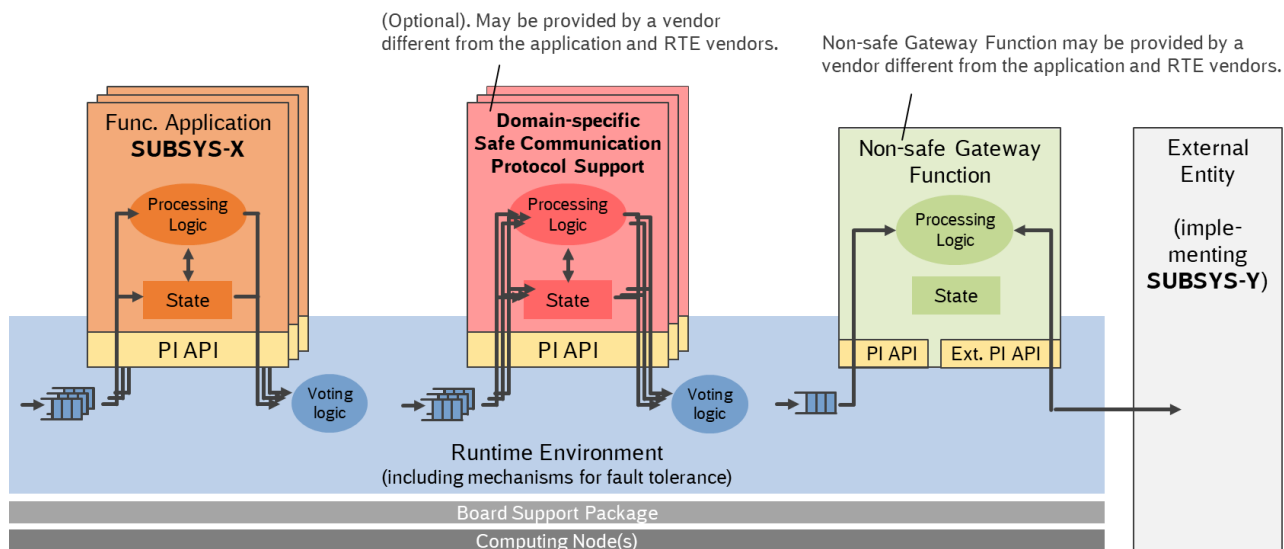 (Optional). May be provided by a vendor
different from the application and RTE vendors.
Non-safe Gateway Function may be provided by a
vendor different from the application and RTE vendors.
Func. Application
SUBSYS-X
Processing
Logic
State
PI API
Voting
logic
Domain-specific
Safe Communication
Protocol Support
Processing
Logic
State
PI API
Voting
logic
Non-safe Gateway
Function
Processing
Logic
State
PI API
Ext. PI API
External
Entity
(imple-
menting
SUBSYS-Y)
Runtime Environment
(including mechanisms for fault tolerance)
Board Support Package
Computing Node(s)